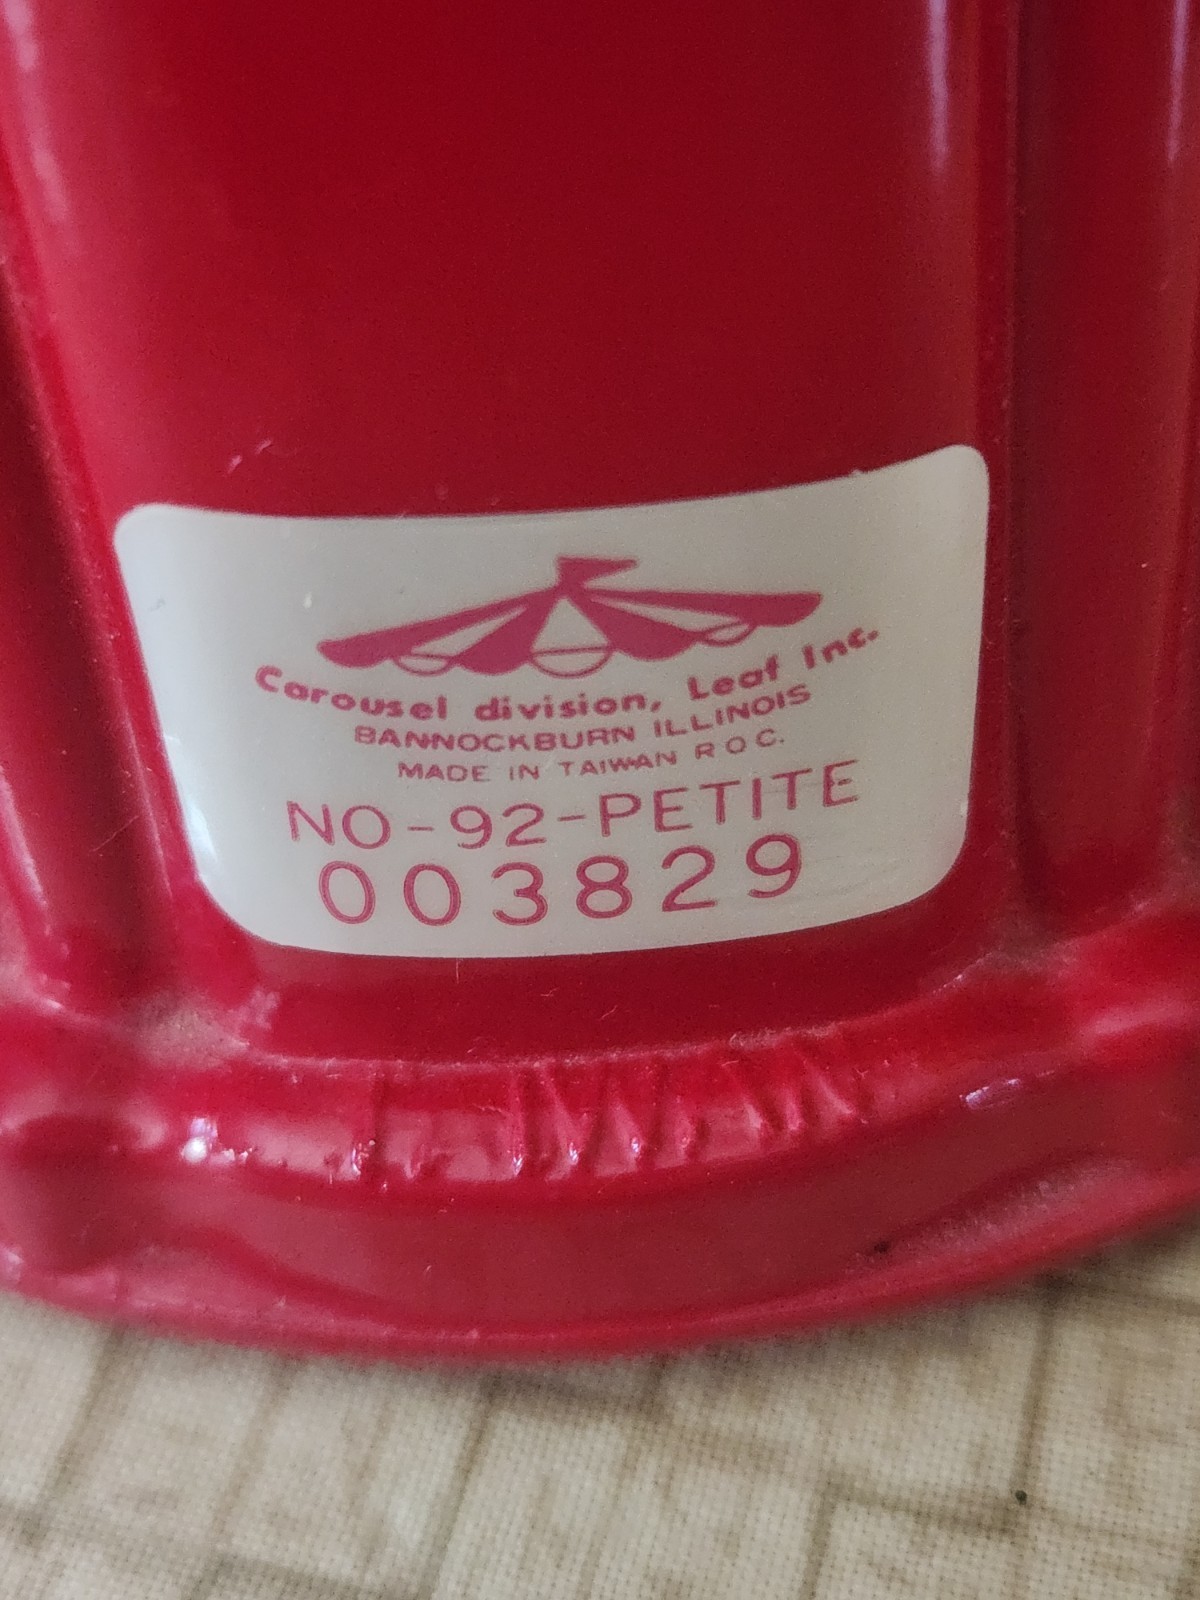 Carousel division, Leaf Inc.
BANNOCKBURN ILLINOIS
MADE IN TAIWAN R O C.
NO-92-PETITE
003829